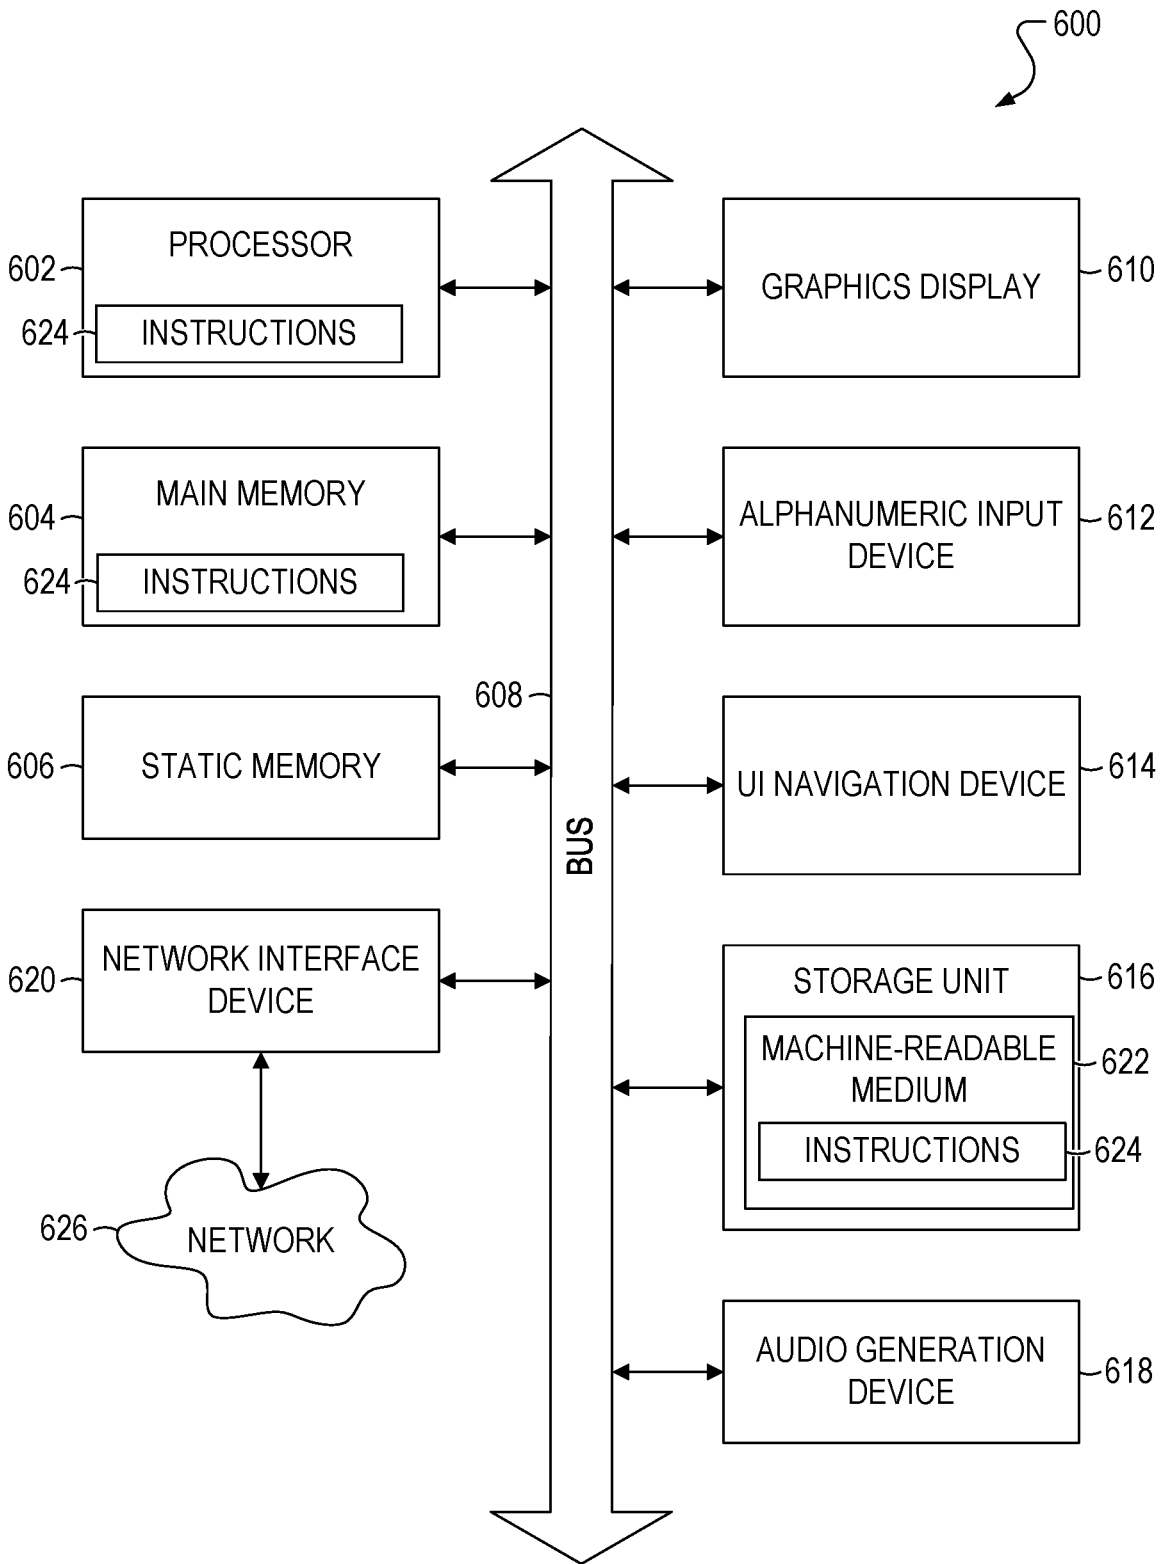 600
PROCESSOR
602
624
INSTRUCTIONS
MAIN MEMORY
604
624
INSTRUCTIONS
608
606
STATIC MEMORY
BUS
NETWORK INTERFACE
DEVICE
620
626
NETWORK
GRAPHICS DISPLAY
610
ALPHANUMERIC INPUT
DEVICE
612
UI NAVIGATION DEVICE
614
STORAGE UNIT
616
MACHINE-READABLE
MEDIUM
622
INSTRUCTIONS
624
AUDIO GENERATION
DEVICE
618